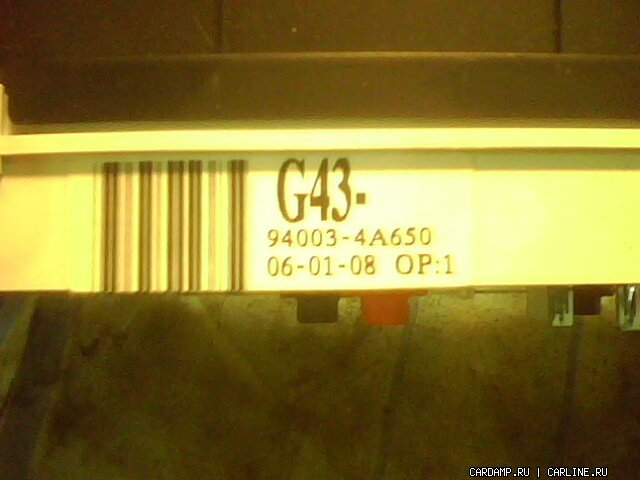 G43-
94003-4A650
06-01-08 OP:1
CARDAMP.RU | CARLINE.RU